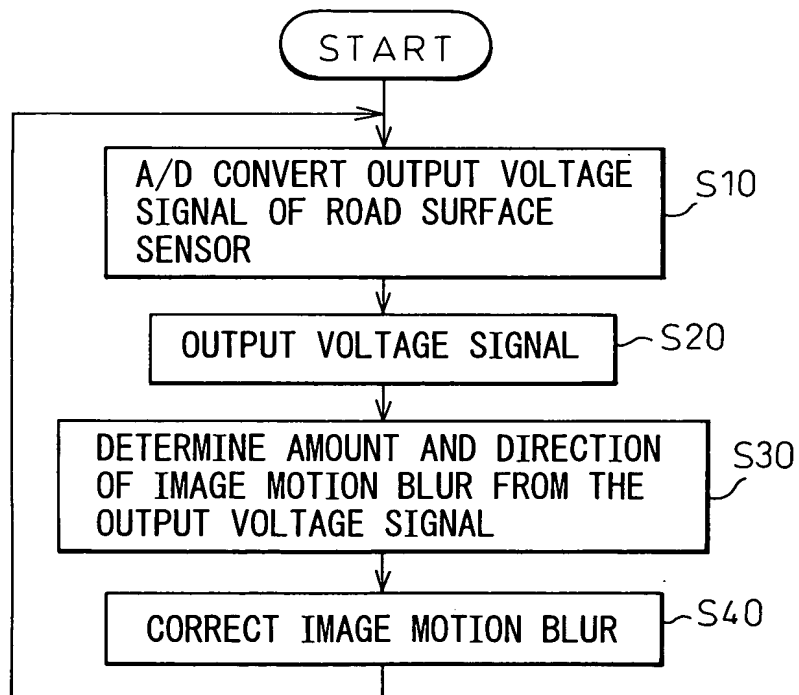 START
A/D CONVERT OUTPUT VOLTAGE
SIGNAL OF ROAD SURFACE
SENSOR
S10
OUTPUT VOLTAGE SIGNAL
S20
DETERMINE AMOUNT AND DIRECTION
OF IMAGE MOTION BLUR FROM THE
OUTPUT VOLTAGE SIGNAL
S30
CORRECT IMAGE MOTION BLUR
S40